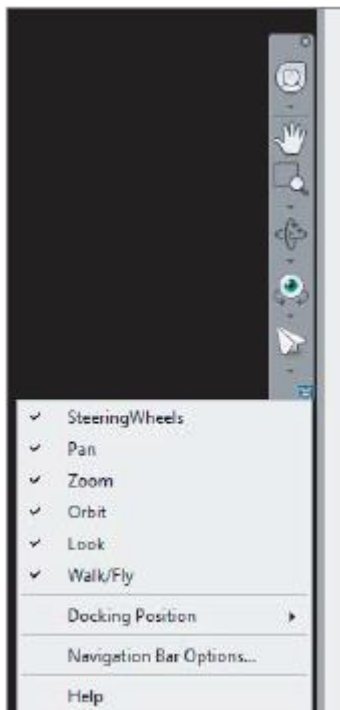 SteeringWheels
Pan
Zoom
Orbit
Look
Walk/Fly
Docking Position
Navigation Bar Options...
Help